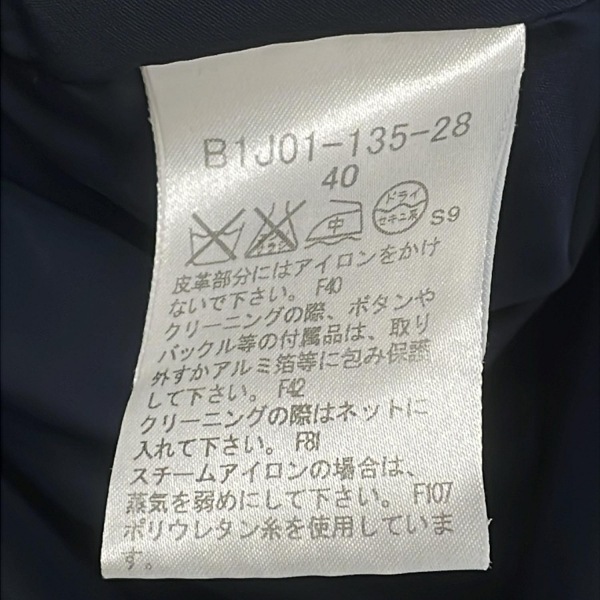 B1J01-135-28
40
エンソ
サラシ
中
ドライ
セキユ系
S9
皮革部分にはアイロンをかけ
ないで下さい。 F40
クリーニングの際、ボタンや
バックル等の付属品は、取り
外すかアルミ箔等に包み保護
して下さい。 F42
クリーニングの際はネットに
入れて下さい。 F81
スチームアイロンの場合は、
蒸気を弱めにして下さい。 F107
ポリウレタン糸を使用していま
す。